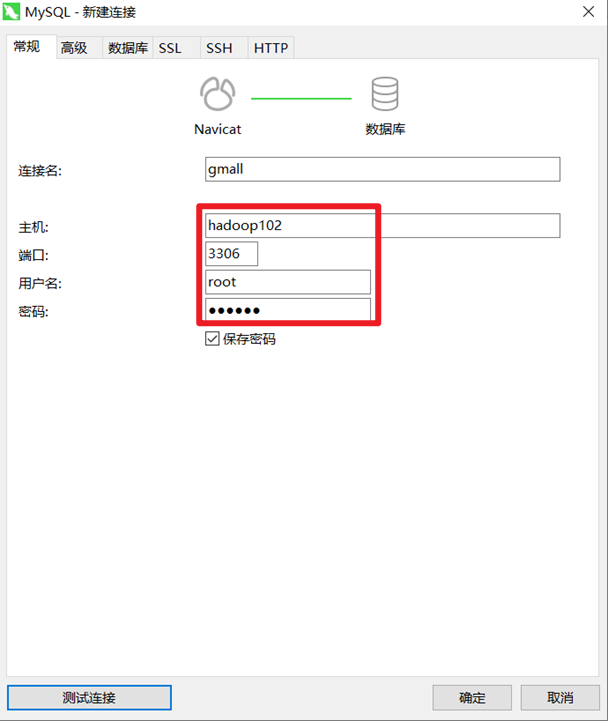 MySQL - 新建连接
常规 高级 数据库 SSL SSH HTTP
Navicat 数据库
连接名: gmall
主机: hadoop102
端口: 3306
用户名: root
密码: ●●●●●●
保存密码
测试连接 确定 取消